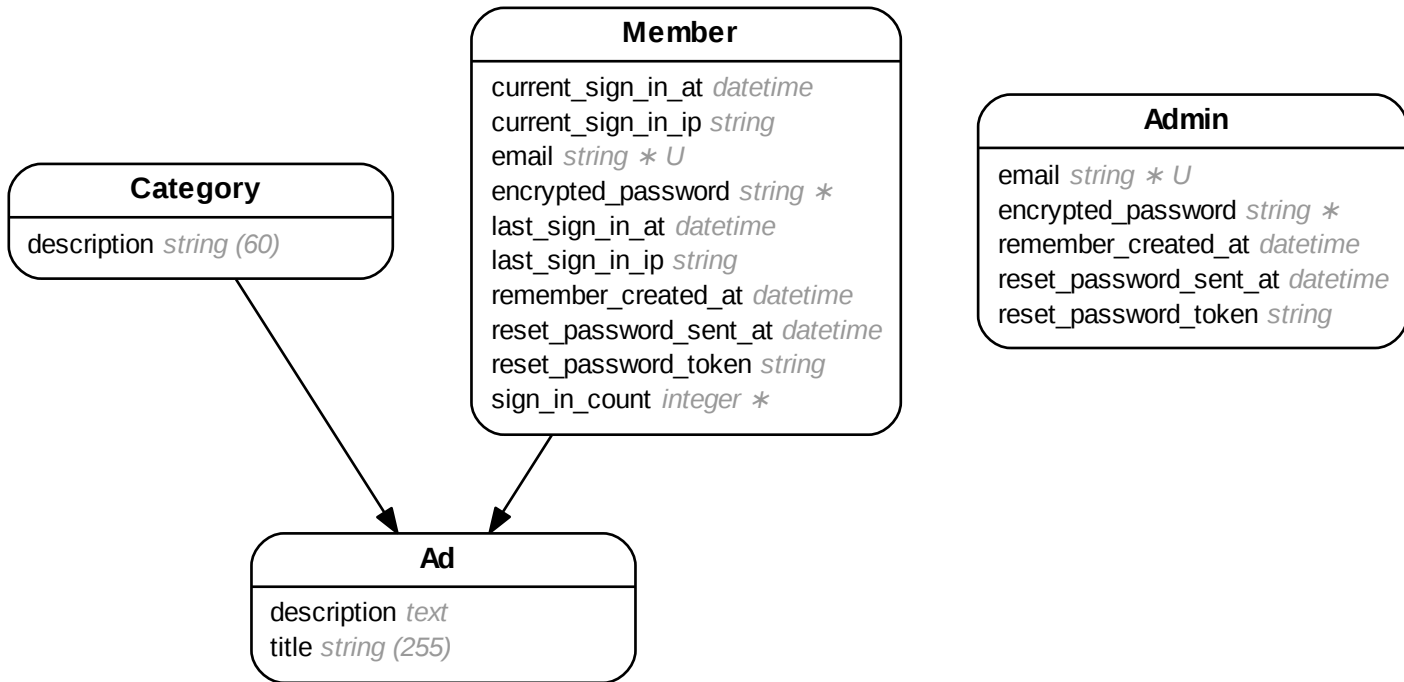 Category
description string (60)
Member
current_sign_in_at datetime
current_sign_in_ip string
email string ∗ U
encrypted_password string ∗
last_sign_in_at datetime
last_sign_in_ip string
remember_created_at datetime
reset_password_sent_at datetime
reset_password_token string
sign_in_count integer ∗
Admin
email string ∗ U
encrypted_password string ∗
remember_created_at datetime
reset_password_sent_at datetime
reset_password_token string
Ad
description text
title string (255)